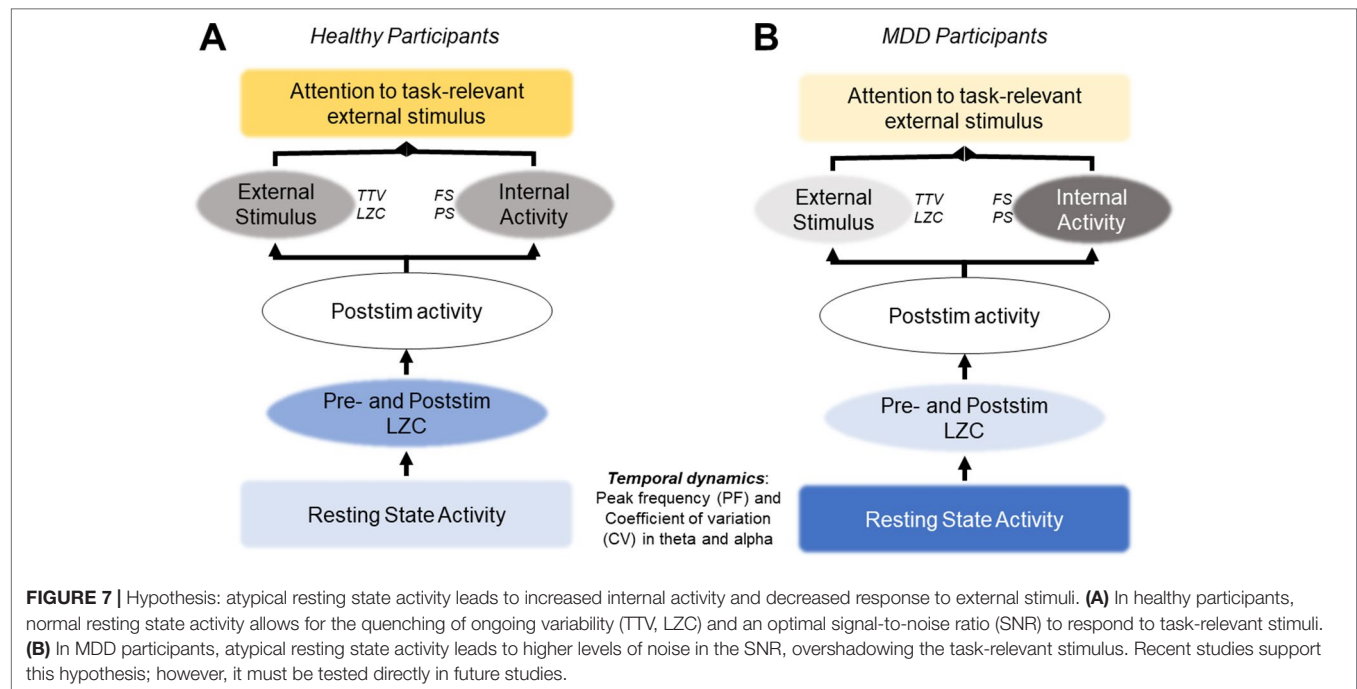 A
Healthy Participants
Attention to task-relevant
external stimulus
External
Stimulus
TTV
LZC
FS
PS
Internal
Activity
Poststim activity
Pre- and Poststim
LZC
Resting State Activity
B
MDD Participants
Attention to task-relevant
external stimulus
External
Stimulus
TTV
LZC
FS
PS
Internal
Activity
Poststim activity
Pre- and Poststim
LZC
Resting State Activity
Temporal dynamics:
Peak frequency (PF) and
Coefficient of variation
(CV) in theta and alpha
FIGURE 7 | Hypothesis: atypical resting state activity leads to increased internal activity and decreased response to external stimuli. (A) In healthy participants,
normal resting state activity allows for the quenching of ongoing variability (TTV, LZC) and an optimal signal-to-noise ratio (SNR) to respond to task-relevant stimuli.
(B) In MDD participants, atypical resting state activity leads to higher levels of noise in the SNR, overshadowing the task-relevant stimulus. Recent studies support
this hypothesis; however, it must be tested directly in future studies.